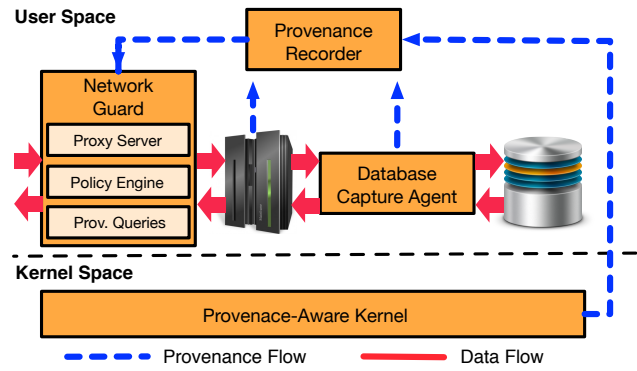 User Space
Provenance
Recorder
Network
Guard
Proxy Server
Policy Engine
Prov. Queries
Database
Capture Agent
Kernel Space
Provenace-Aware Kernel
Provenance Flow
Data Flow